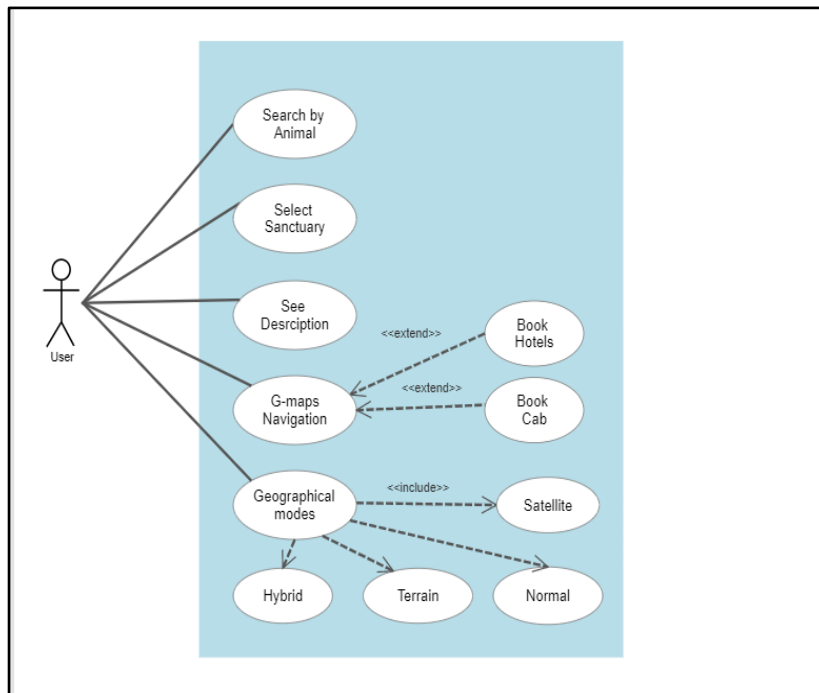 Search by
Animal
Select
Sanctuary
See
Desrciption
User
<<extend>>
Book
Hotels
G-maps
Navigation
<<extend>>
Book
Cab
Geographical
modes
<<include>>
Satellite
Hybrid
Terrain
Normal